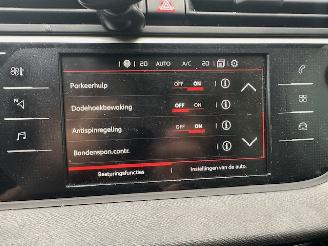 20 AUTO A/C 20
Parkeerhulp OFF ON
Dodehoekbewaking OFF ON
Antispinregeling OFF ON
Bandenspan.contr.
Besturingsfuncties Instellingen van de auto.